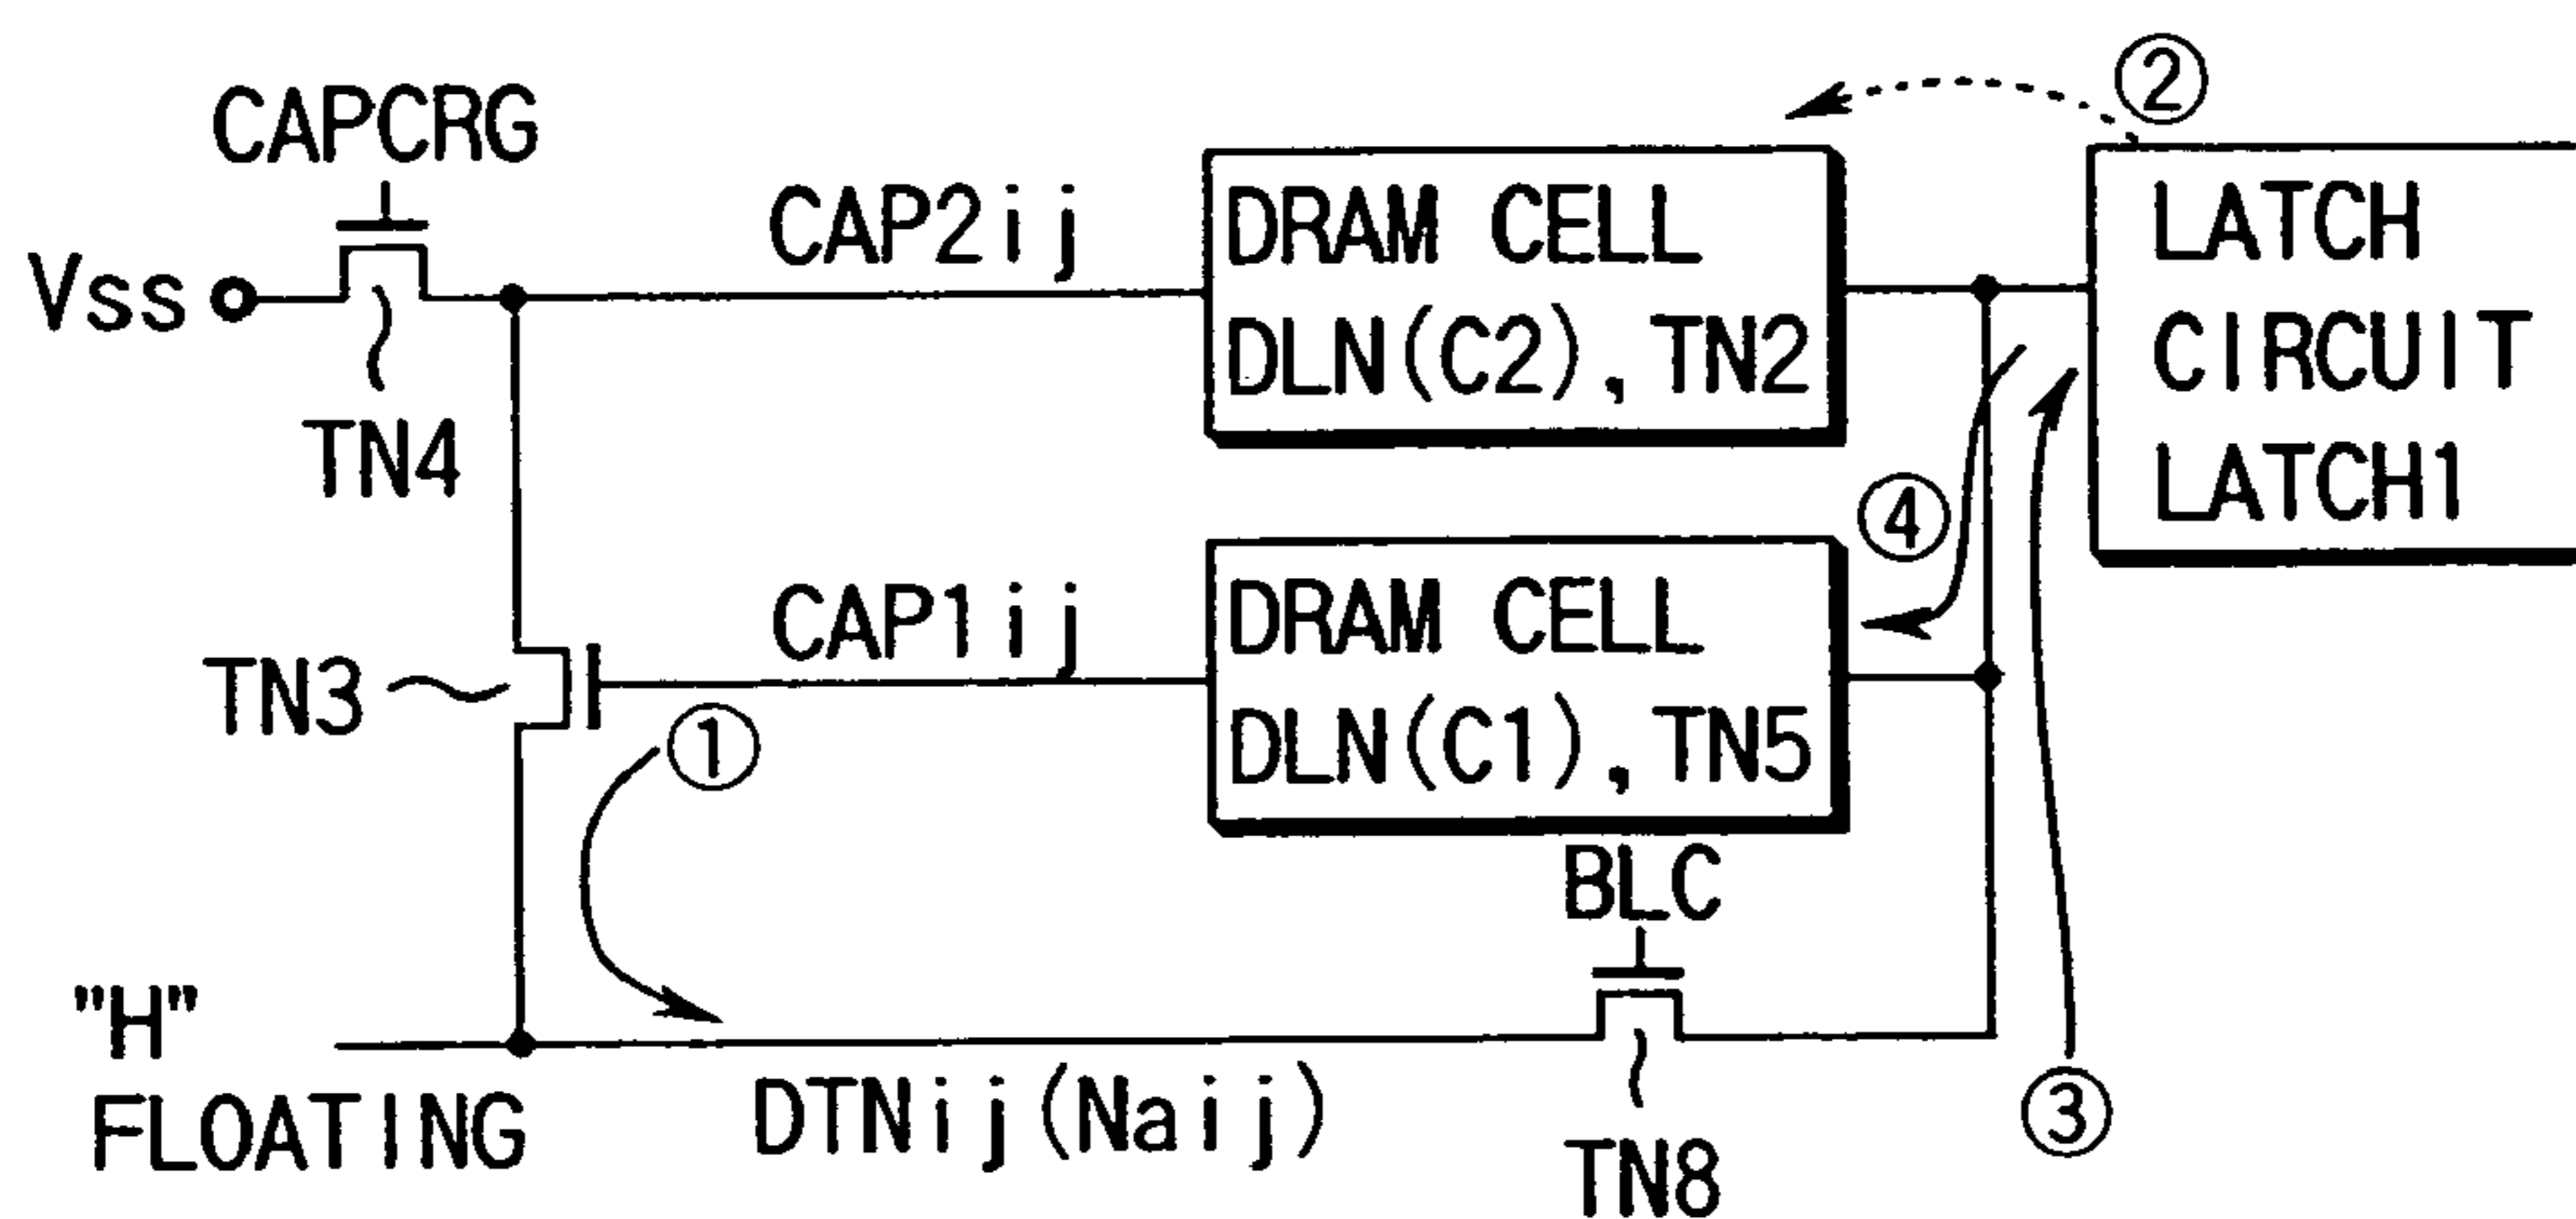 CAPCRG
②
VSS
CAP2ij
DRAM CELL
DLN(C2), TN2
LATCH
CIRCUIT
LATCH1
TN4
④
TN3
CAP1ij
DRAM CELL
DLN(C1), TN5
①
BLC
"H"
FLOATING
DTNij(Naij)
③
TN8